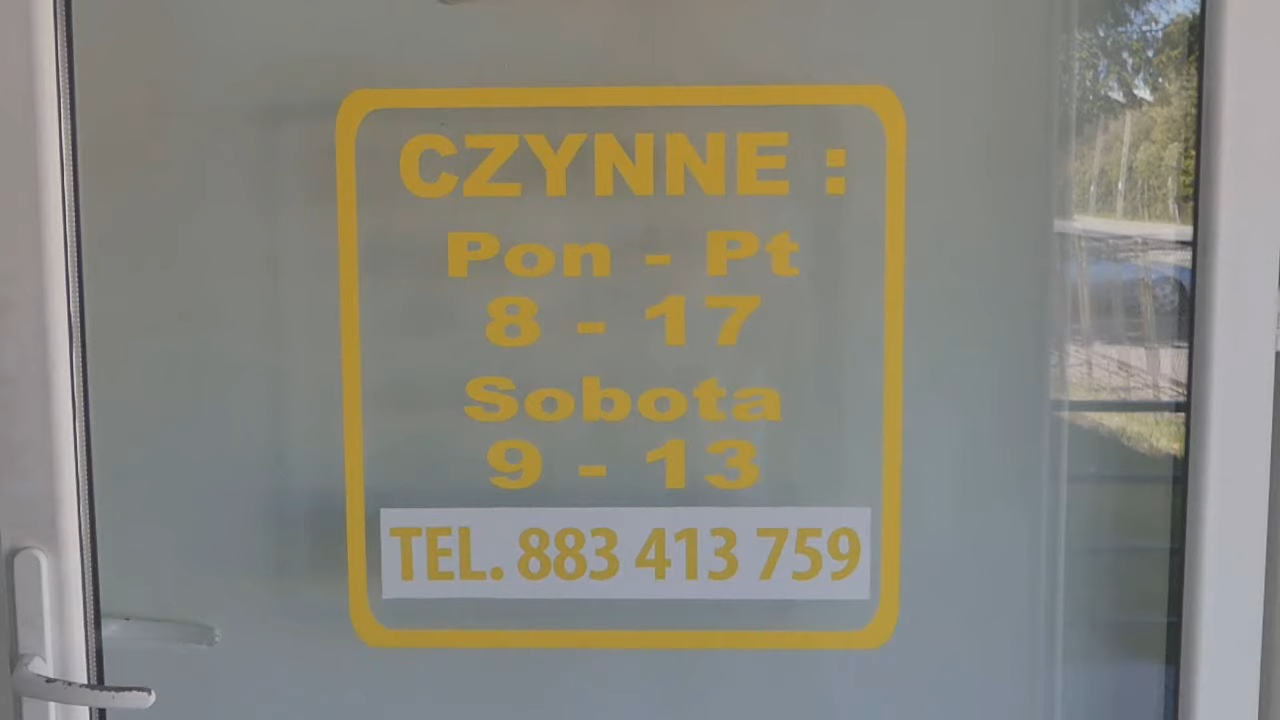 CZYNNE :
Pon - Pt
8 - 17
Sobota
9 - 13
TEL. 883 413 759